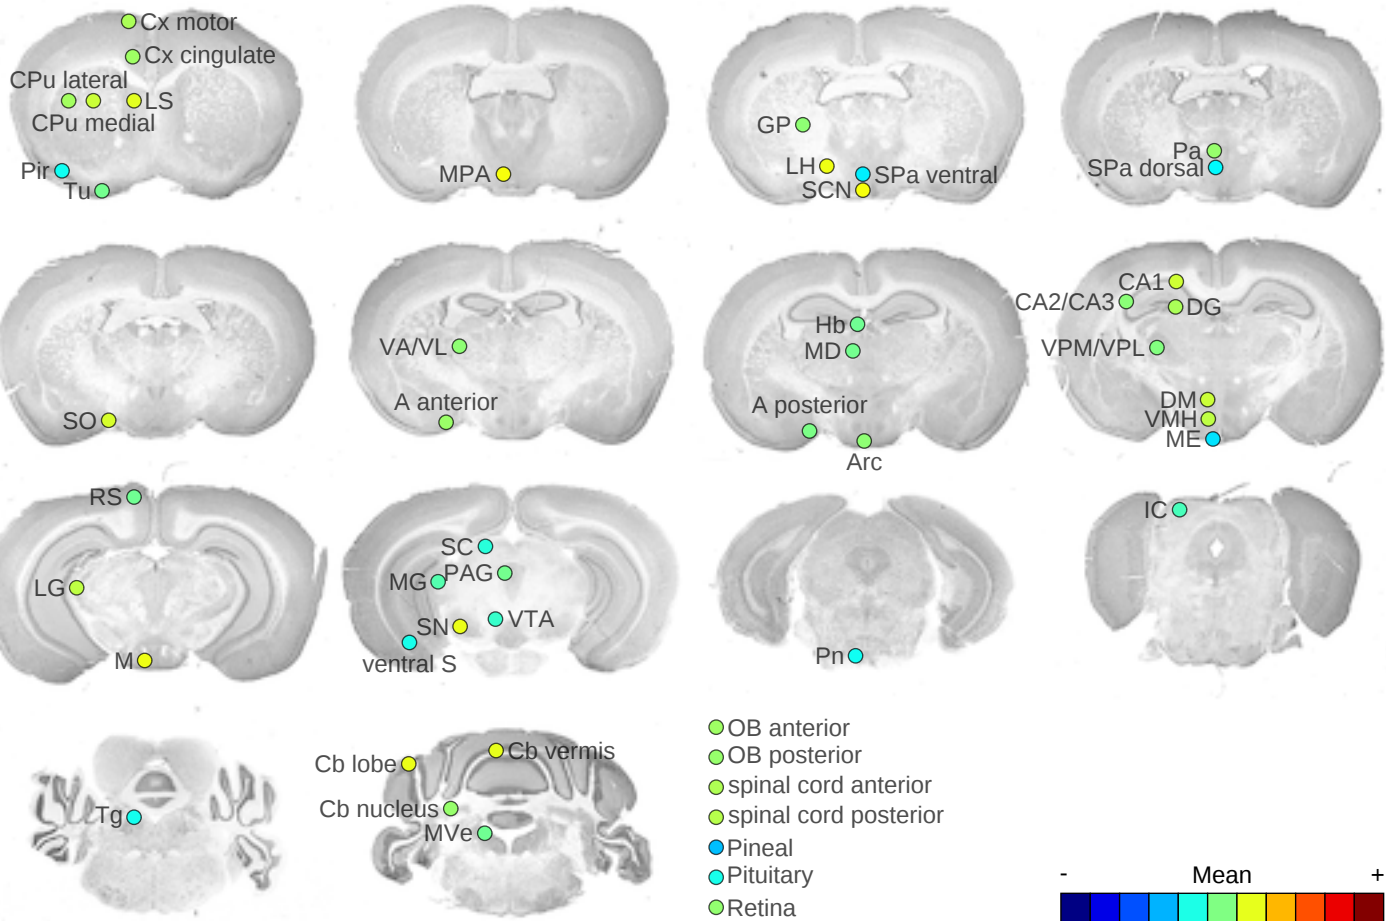 Cx motor
Cx cingulate
CPu lateral
LS
CPu medial
Pir
Tu
MPA
GP
LH
SPa ventral
SCN
Pa
SPa dorsal
SO
VA/VL
A anterior
Hb
MD
A posterior
Arc
CA1
CA2/CA3
DG
VPM/VPL
DM
VMH
ME
RS
LG
M
SC
MG
PAG
SN
VTA
ventral S
Pn
IC
Tg
Cb lobe
Cb vermis
Cb nucleus
MVe
OB anterior
OB posterior
spinal cord anterior
spinal cord posterior
Pineal
Pituitary
Retina
- Mean +